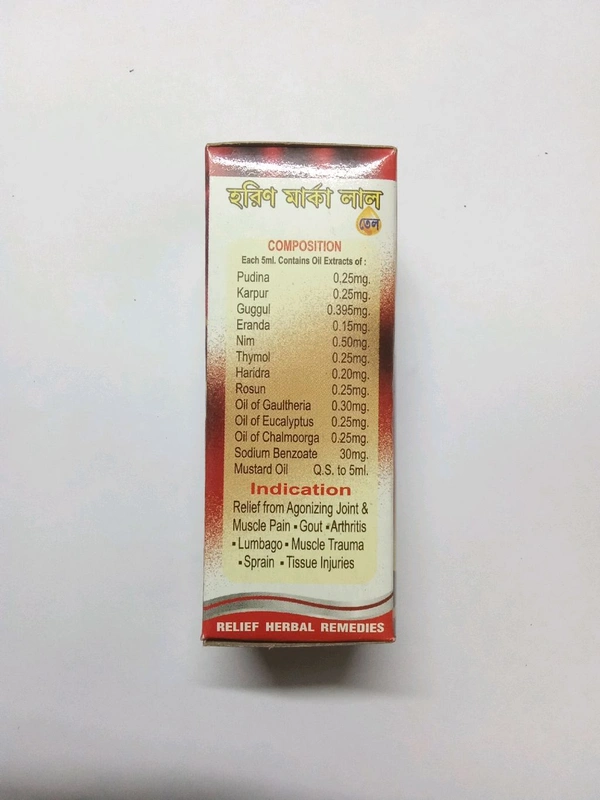 হরিণ মার্কা লাল
তেল
COMPOSITION
Each 5ml. Contains Oil Extracts of :
Pudina 0.25mg.
Karpur 0.25mg.
Guggul 0.395mg.
Eranda 0.15mg.
Nim 0.50mg.
Thymol 0.25mg.
Haridra 0.20mg.
Rosun 0.25mg.
Oil of Gaultheria 0.30mg.
Oil of Eucalyptus 0.25mg.
Oil of Chalmoorga 0.25mg.
Sodium Benzoate 30mg.
Mustard Oil Q.S. to 5ml.
Indication
Relief from Agonizing Joint &
Muscle Pain ▪ Gout ▪Arthritis
▪Lumbago ▪ Muscle Trauma
▪Sprain ▪ Tissue Injuries
RELIEF HERBAL REMEDIES